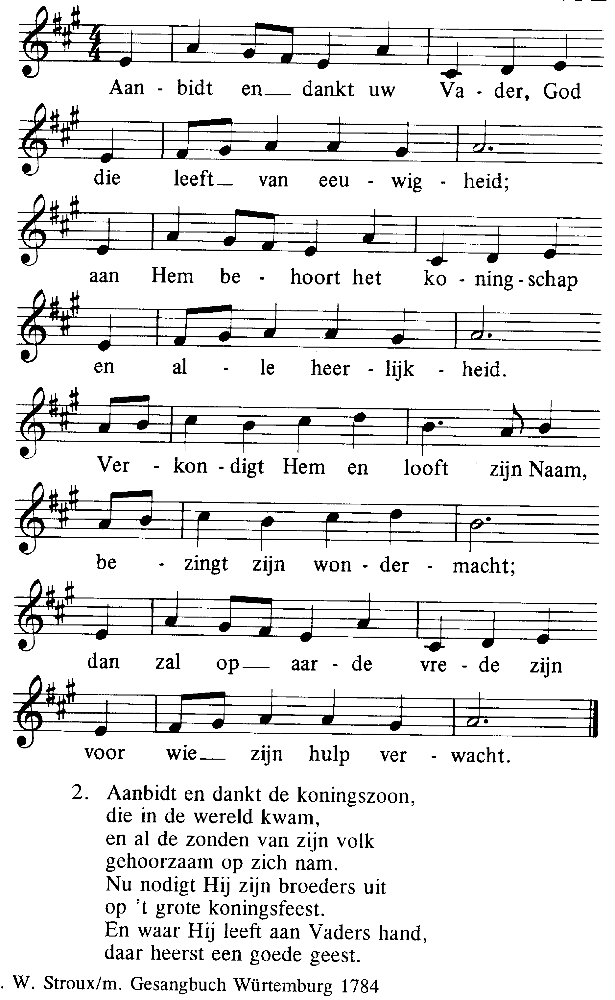 Aan - bidt en__ dankt uw Va - der, God
die leeft_ van eeu - wig - heid;
aan Hem be - hoort het ko - ning - schap
en al - le heer - lijk - heid.
Ver - kon - digt Hem en looft zijn Naam,
be - zingt zijn won - der - macht;
dan zal op__ aar - de vre - de zijn
voor wie__ zijn hulp ver - wacht.
2. Aanbidt en dankt de koningszoon,
die in de wereld kwam,
en al de zonden van zijn volk
gehoorzaam op zich nam.
Nu nodigt Hij zijn broeders uit
op 't grote koningsfeest.
En waar Hij leeft aan Vaders hand,
daar heerst een goede geest.
. W. Stroux/m. Gesangbuch Würtemburg 1784